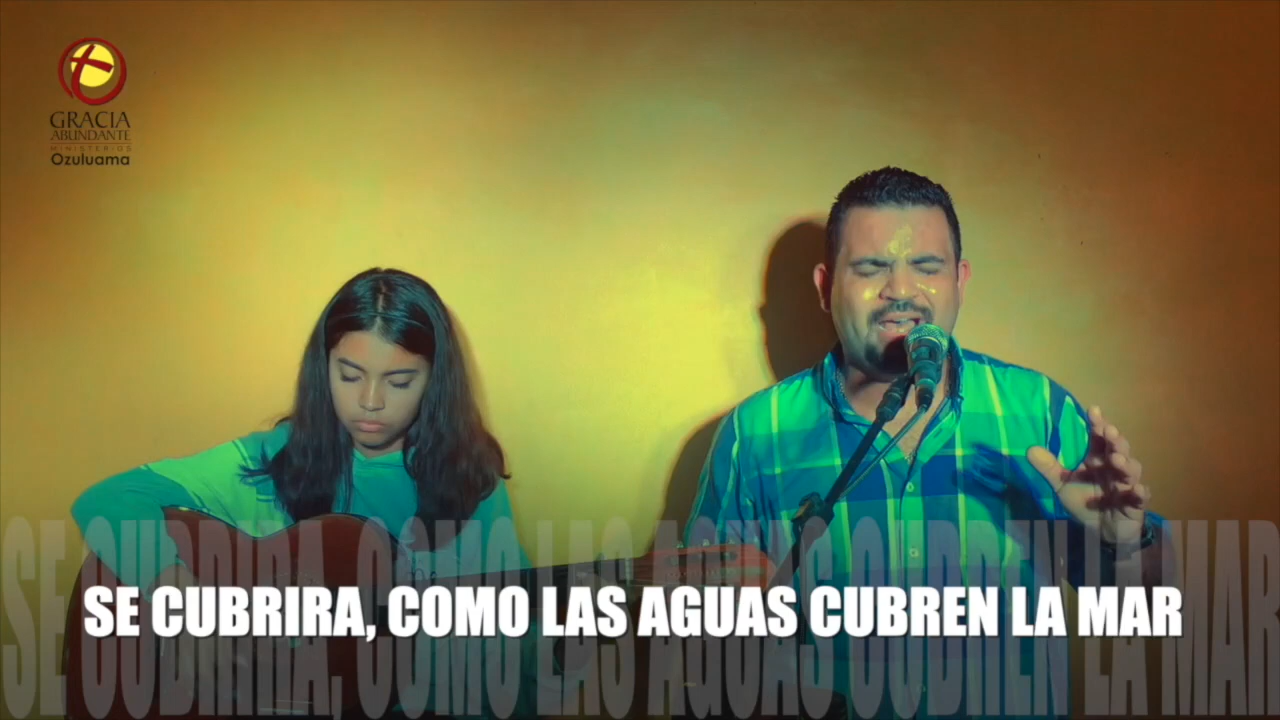 GRACIA
ABUNDANTE
MINISTERIOS
Ozuluama
SE CUBRIRA, COMO LAS AGUAS CUBREN LA MAR
SE CUBRIRA, COMO LAS AGUAS CUBREN LA MAR